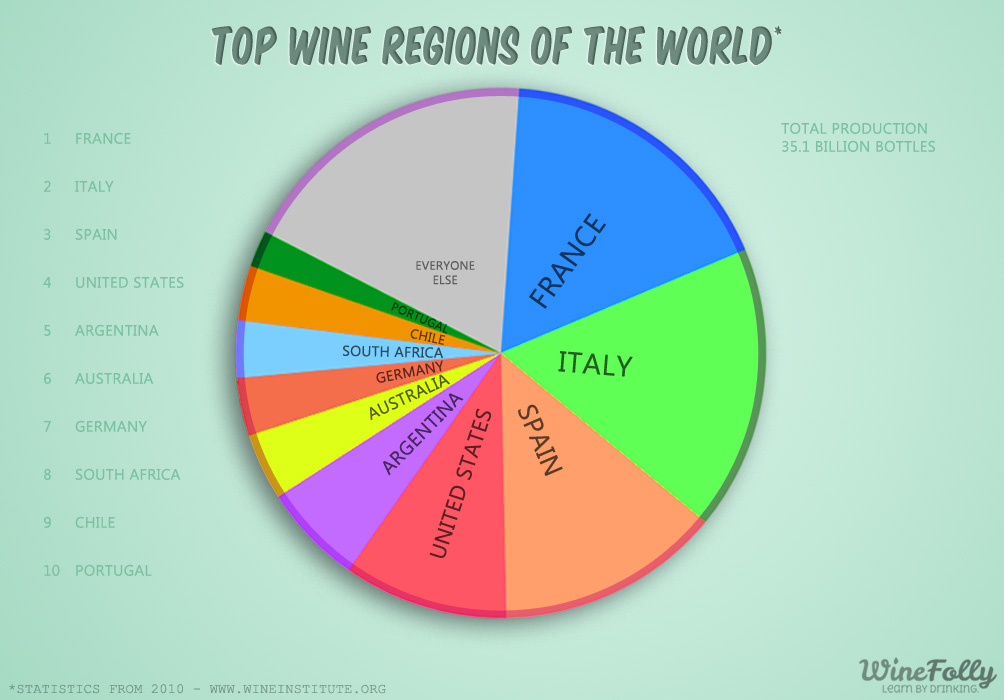 TOP WINE REGIONS OF THE WORLD*
TOTAL PRODUCTION
35.1 BILLION BOTTLES
1 FRANCE
2 ITALY
3 SPAIN
4 UNITED STATES
5 ARGENTINA
6 AUSTRALIA
7 GERMANY
8 SOUTH AFRICA
9 CHILE
10 PORTUGAL
FRANCE
ITALY
SPAIN
UNITED STATES
ARGENTINA
AUSTRALIA
GERMANY
SOUTH AFRICA
CHILE
PORTUGAL
EVERYONE
ELSE
*STATISTICS FROM 2010 - WWW.WINEINSTITUTE.ORG
WineFolly
LEARN BY DRINKING.